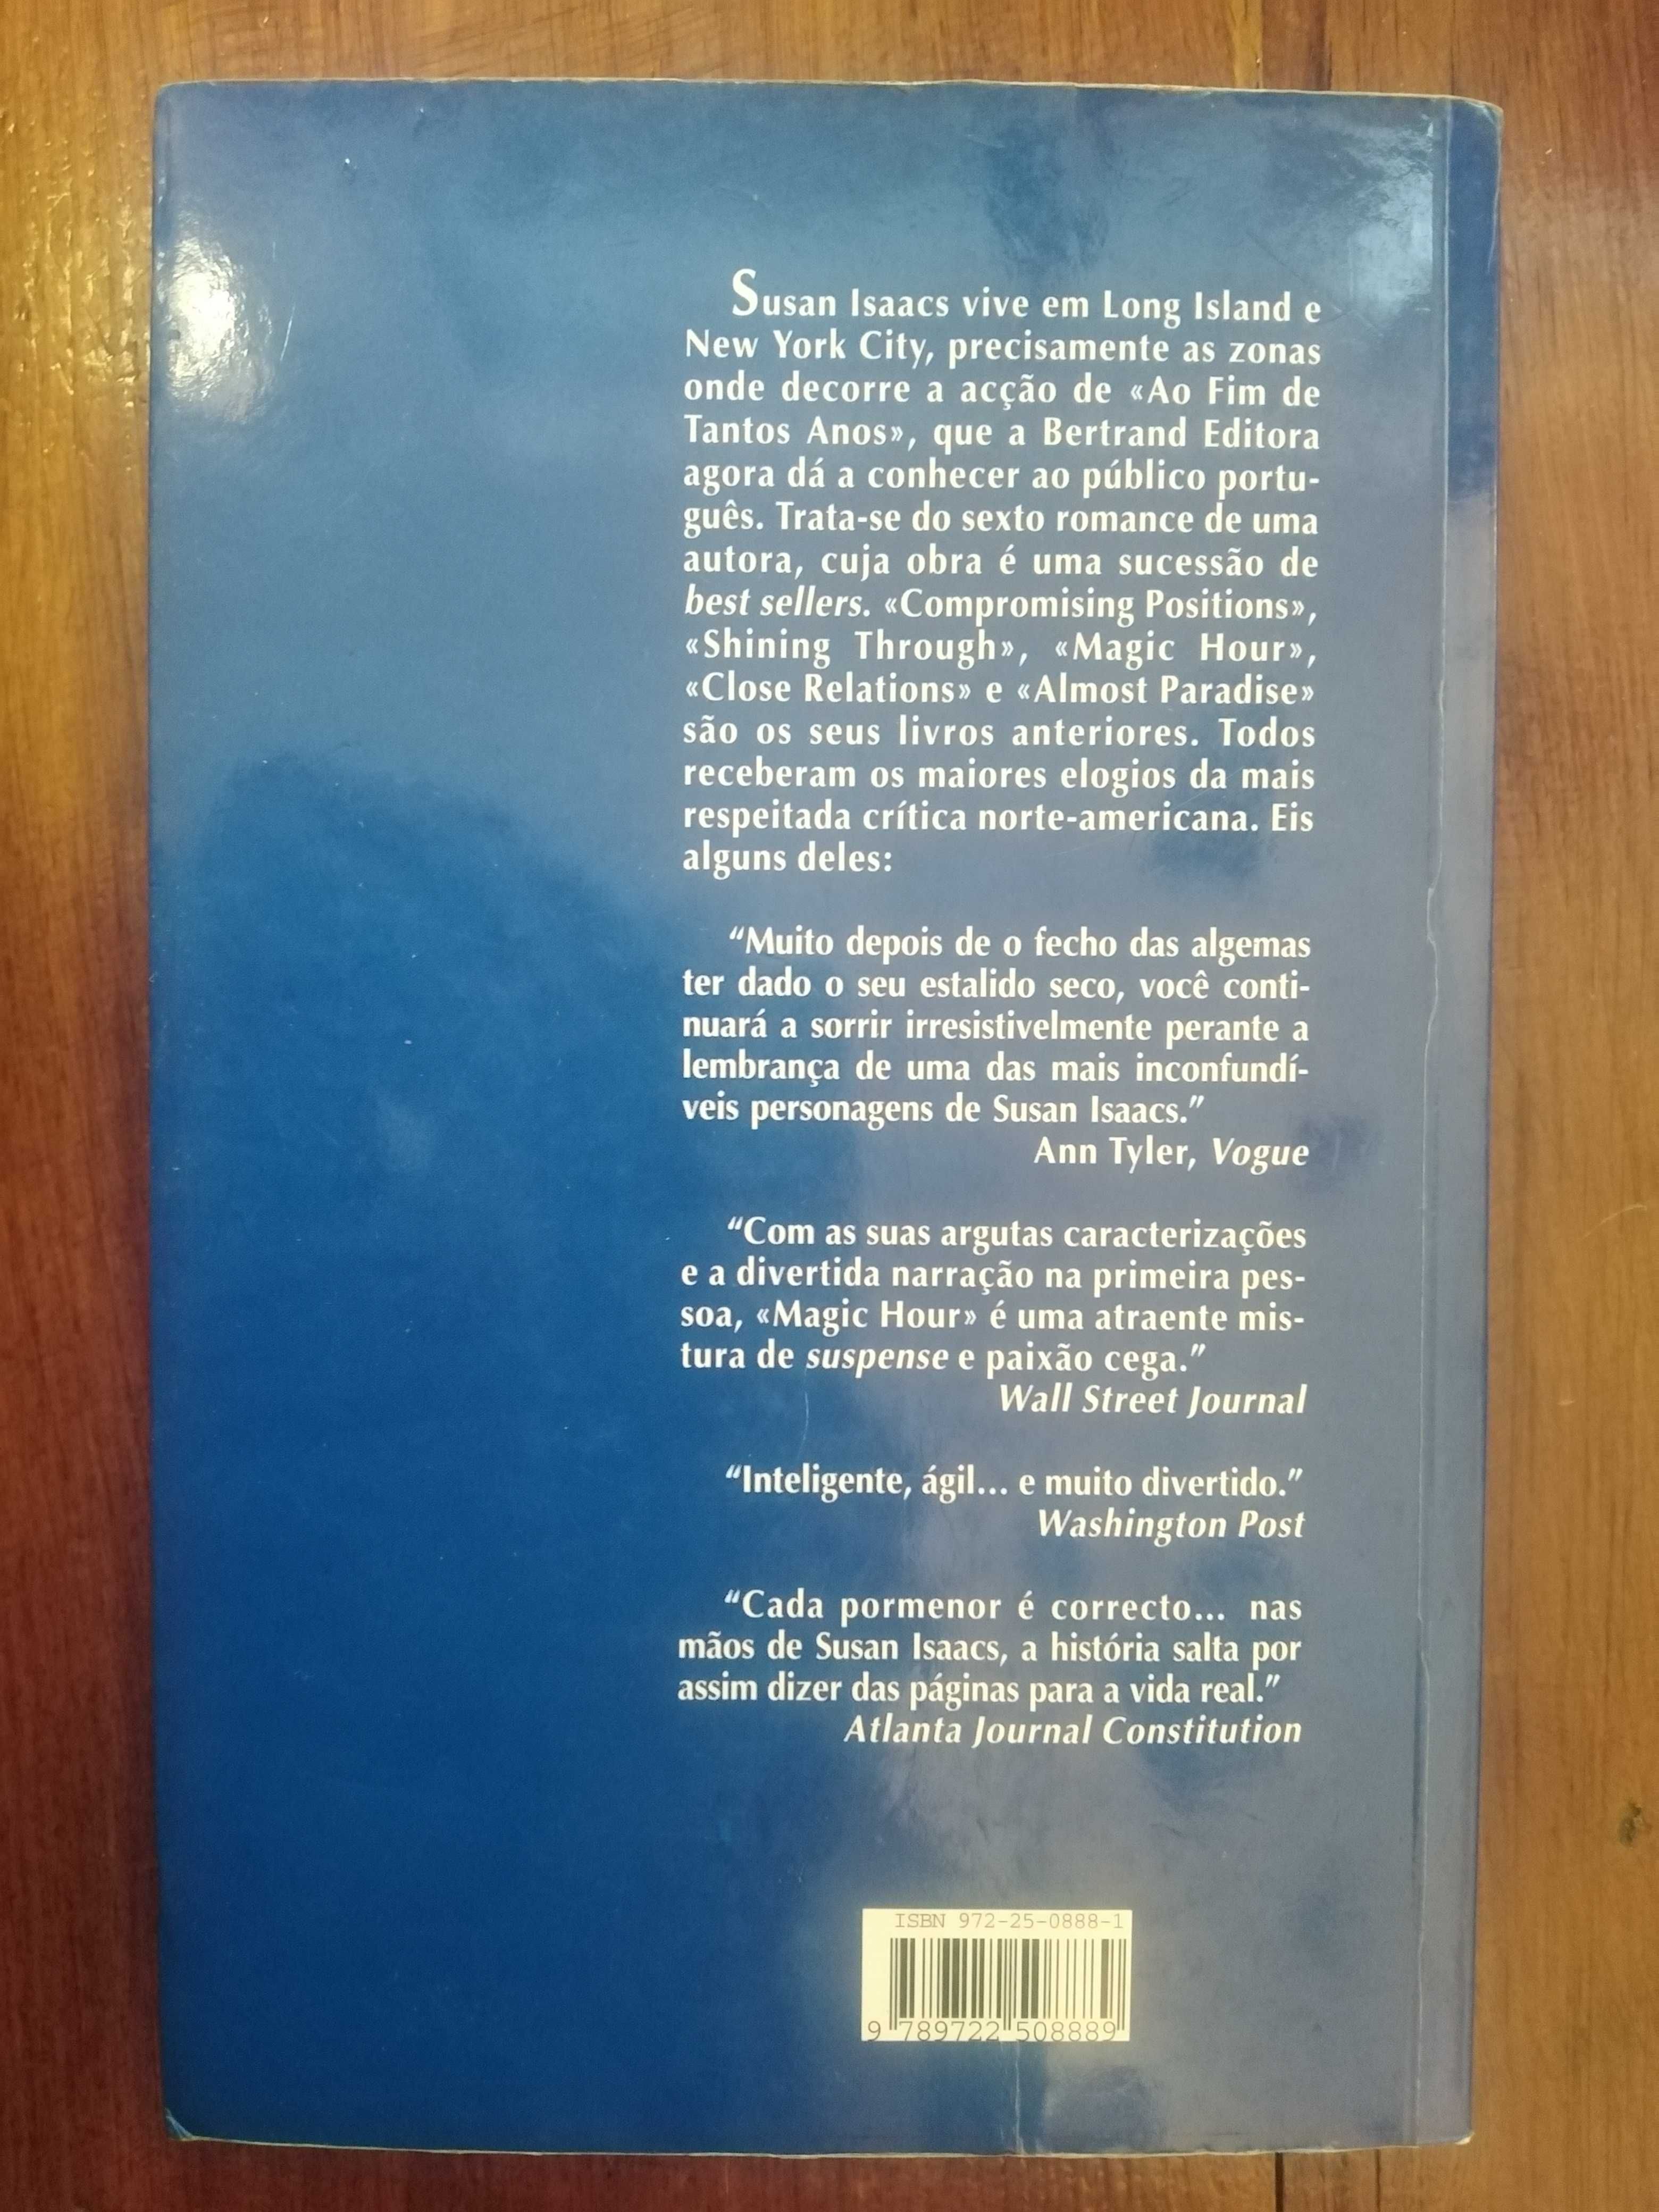 Susan Isaacs vive em Long Island e
New York City, precisamente as zonas
onde decorre a acção de «Ao Fim de
Tantos Anos», que a Bertrand Editora
agora dá a conhecer ao público portu-
guês. Trata-se do sexto romance de uma
autora, cuja obra é uma sucessão de
best sellers. «Compromising Positions»,
«Shining Through», «Magic Hour»,
«Close Relations» e «Almost Paradise»
são os seus livros anteriores. Todos
receberam os maiores elogios da mais
respeitada crítica norte-americana. Eis
alguns deles:
“Muito depois de o fecho das algemas
ter dado o seu estalido seco, você conti-
nuará a sorrir irresistivelmente perante a
lembrança de uma das mais inconfundí-
veis personagens de Susan Isaacs.”
Ann Tyler, Vogue
“Com as suas argutas caracterizações
e a divertida narração na primeira pes-
soa, «Magic Hour» é uma atraente mis-
tura de suspense e paixão cega.”
Wall Street Journal
“Inteligente, ágil... e muito divertido.”
Washington Post
“Cada pormenor é correcto... nas
mãos de Susan Isaacs, a história salta por
assim dizer das páginas para a vida real.”
Atlanta Journal Constitution
ISBN 972-25-0888-1
9 789722 508889